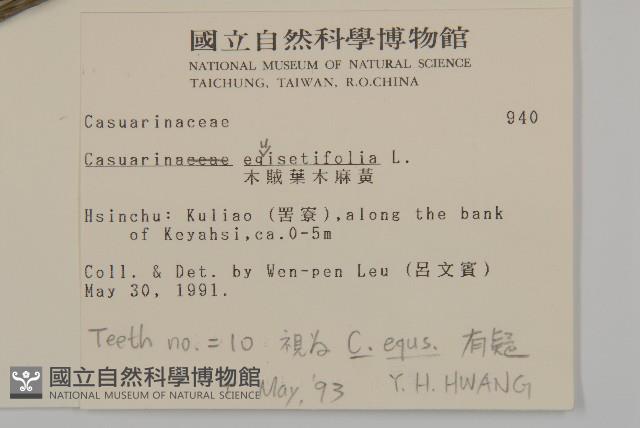 國立自然科學博物館
NATIONAL MUSEUM OF NATURAL SCIENCE
TAICHUNG, TAIWAN, R.O.CHINA
Casuarinaceae 940
Casuarinaceae equisetifolia L.
木賊葉木麻黃
Hsinchu: Kuliao (罟寮),along the bank
of Keyahsi,ca.0-5m
Coll. & Det. by Wen-pen Leu (呂文賓)
May 30, 1991.
Teeth no. = 10 視為 C. equs. 有疑
May, '93 Y. H. HWANG
國立自然科學博物館
NATIONAL MUSEUM OF NATURAL SCIENCE